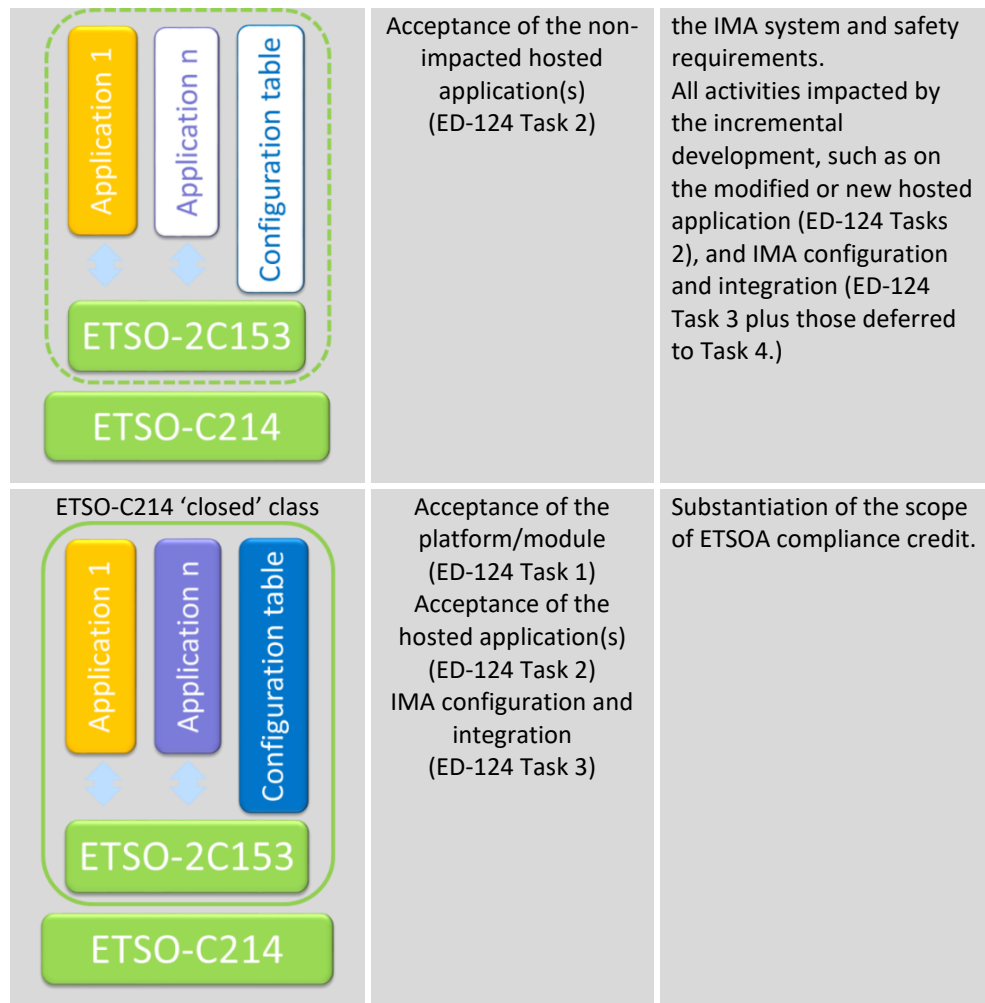 Application 1
Application n
Configuration table
ETSO-2C153
ETSO-C214
Acceptance of the non-
impacted hosted
application(s)
(ED-124 Task 2)
the IMA system and safety
requirements.
All activities impacted by
the incremental
development, such as on
the modified or new hosted
application (ED-124 Tasks
2), and IMA configuration
and integration (ED-124
Task 3 plus those deferred
to Task 4.)
ETSO-C214 ‘closed’ class
Application 1
Application n
Configuration table
ETSO-2C153
ETSO-C214
Acceptance of the
platform/module
(ED-124 Task 1)
Acceptance of the
hosted application(s)
(ED-124 Task 2)
IMA configuration and
integration
(ED-124 Task 3)
Substantiation of the scope
of ETSOA compliance credit.